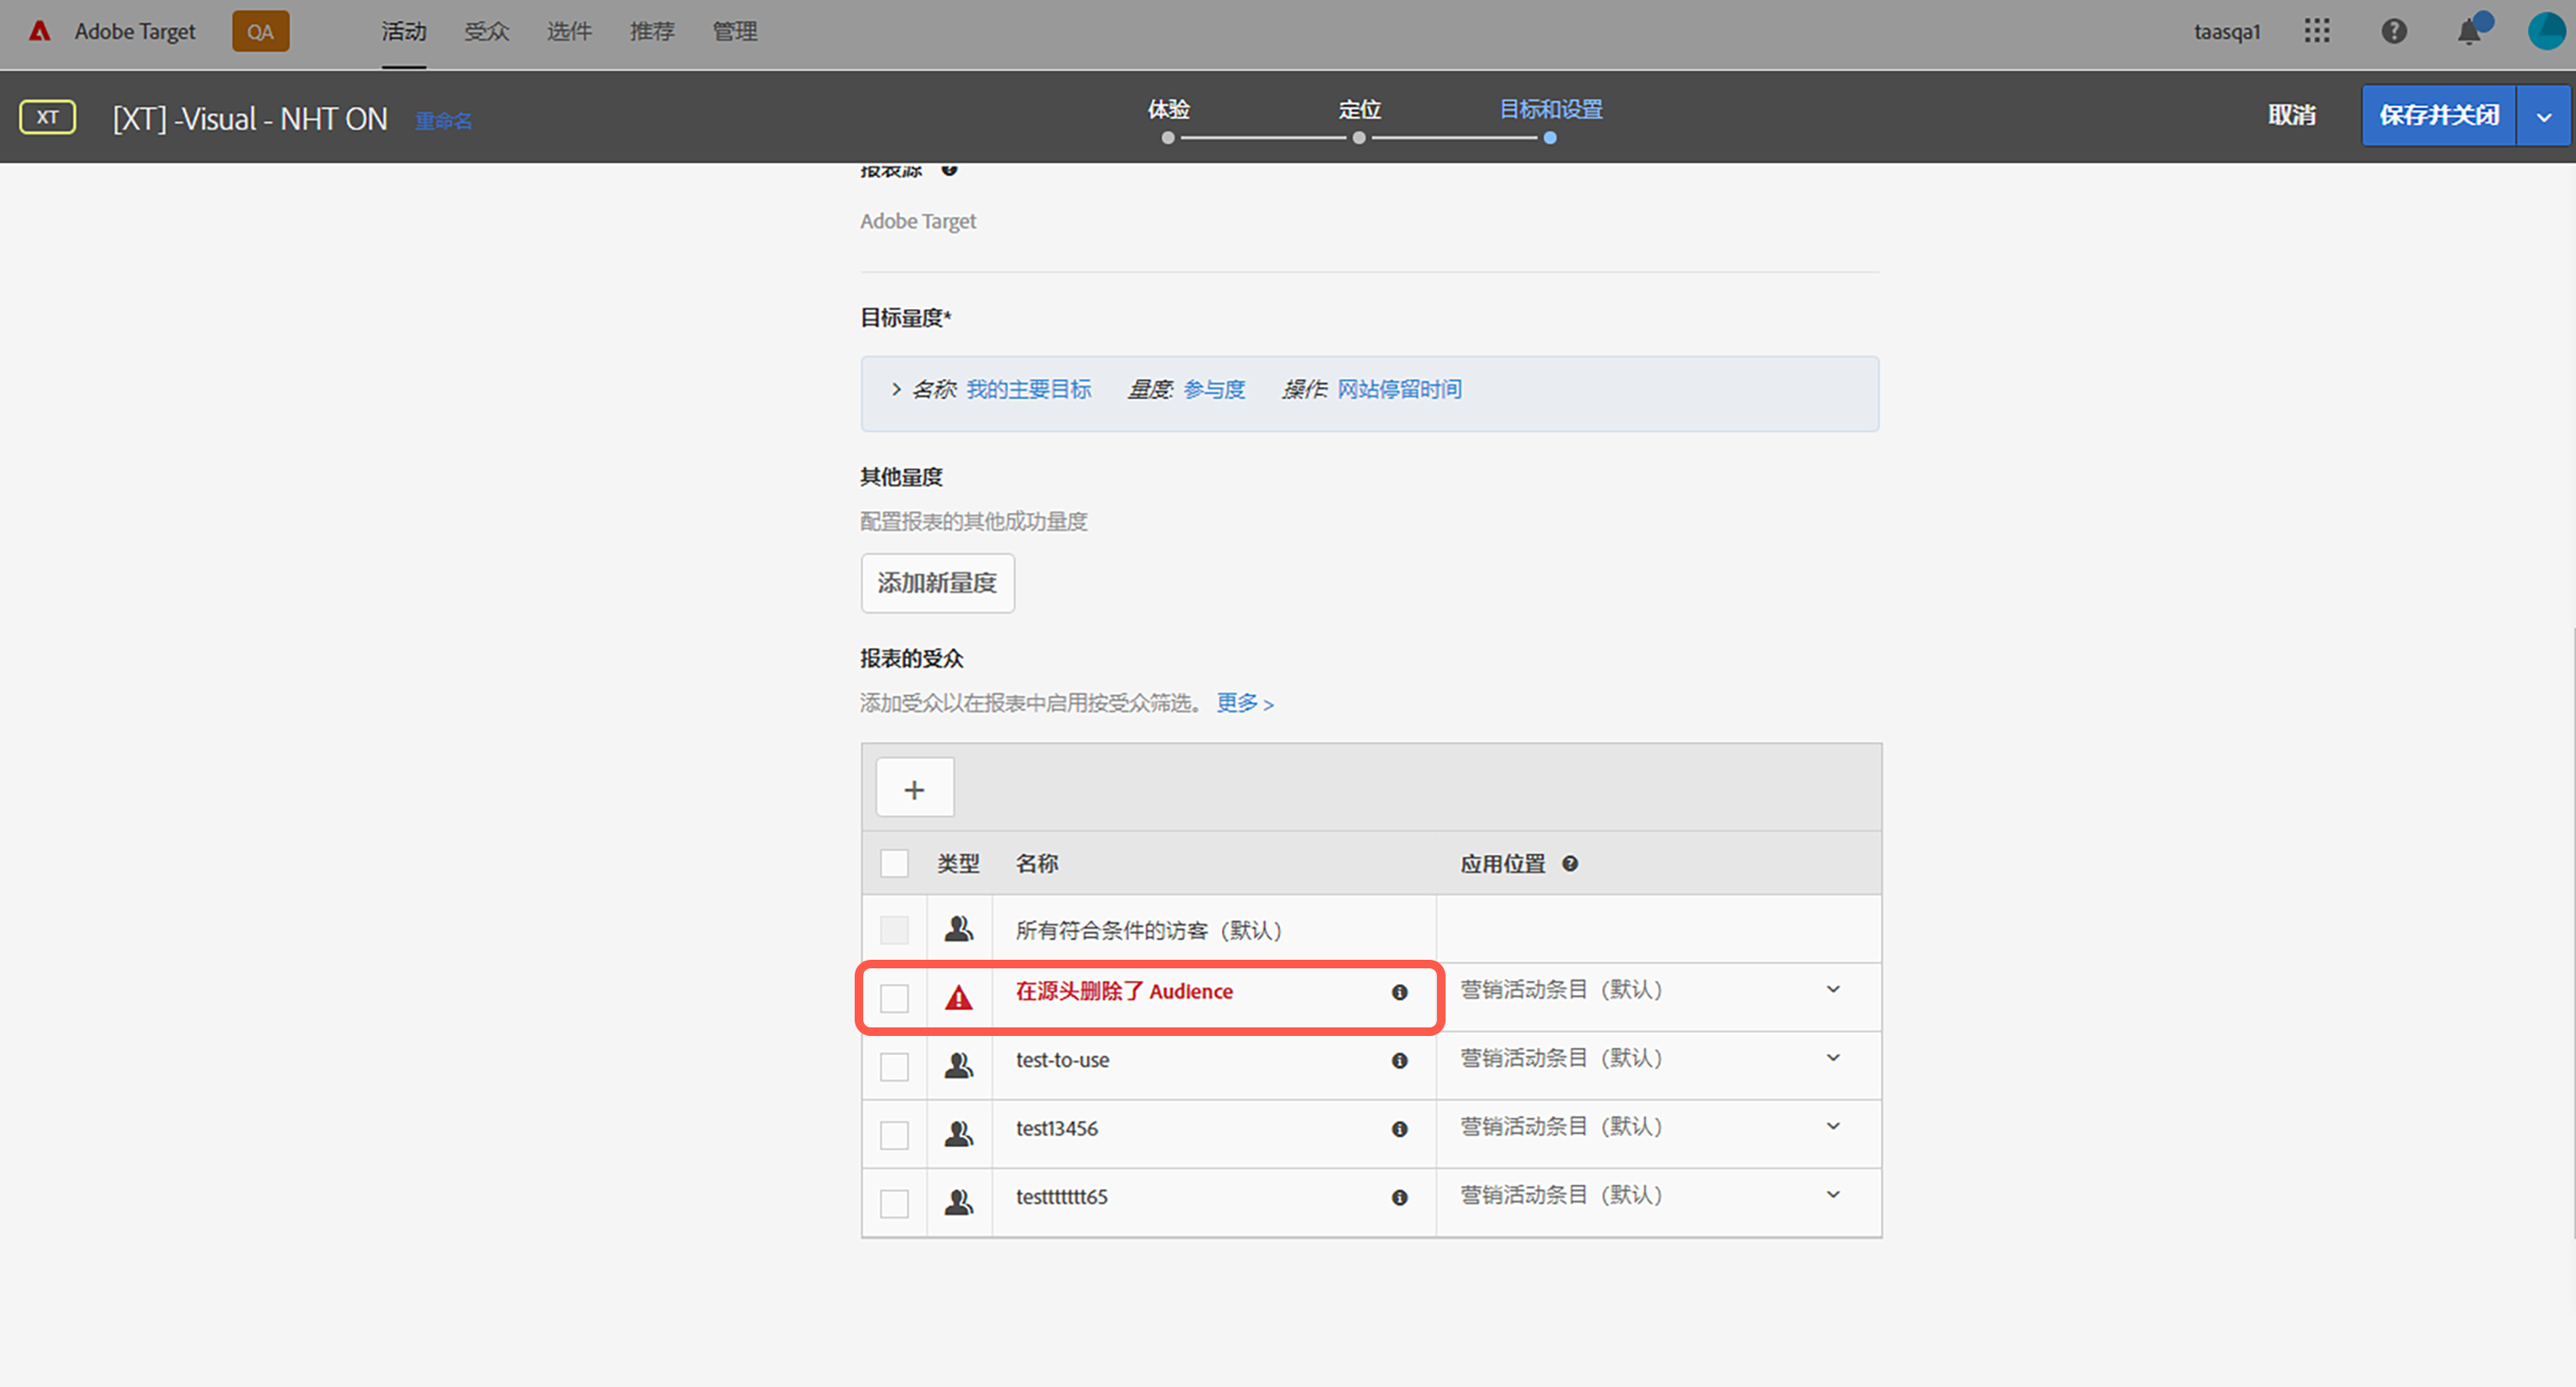 Adobe Target QA 活动 受众 选件 推荐 管理 taasqa1
XT [XT] -Visual - NHT ON 重命名 体验 定位 目标和设置 取消 保存并关闭
报表源
Adobe Target
目标量度*
名称: 我的主要目标 量度: 参与度 操作: 网站停留时间
其他量度
配置报表的其他成功量度
添加新量度
报表的受众
添加受众以在报表中启用按受众筛选。 更多 >
+
类型 名称 应用位置
所有符合条件的访客（默认）
在源头删除了 Audience 营销活动条目（默认）
test-to-use 营销活动条目（默认）
test13456 营销活动条目（默认）
testttttttt65 营销活动条目（默认）